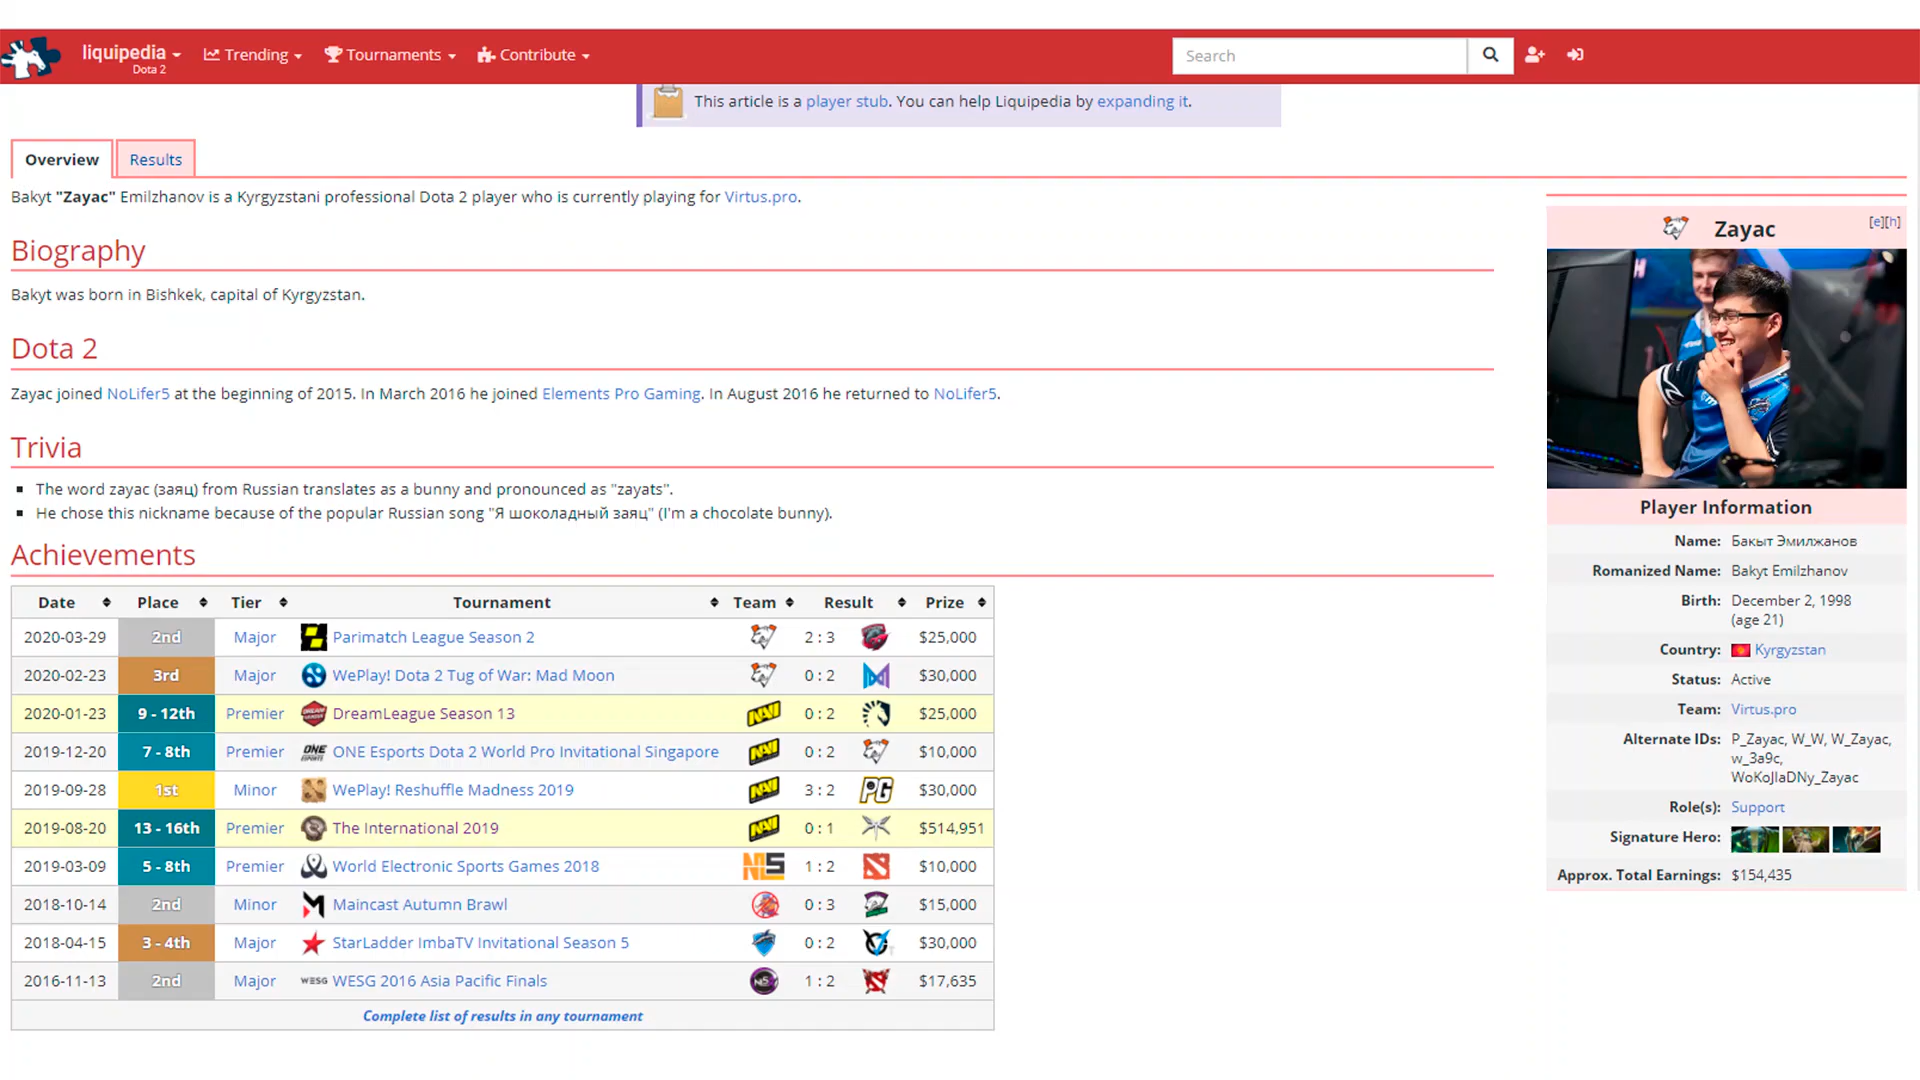 liquipedia
Dota 2
Trending
Tournaments
Contribute
Search
This article is a player stub. You can help Liquipedia by expanding it.
Overview
Results
Bakyt "Zayac" Emilzhanov is a Kyrgyzstani professional Dota 2 player who is currently playing for Virtus.pro.
Biography
Bakyt was born in Bishkek, capital of Kyrgyzstan.
Dota 2
Zayac joined NoLifer5 at the beginning of 2015. In March 2016 he joined Elements Pro Gaming. In August 2016 he returned to NoLifer5.
Trivia
The word zayac (заяц) from Russian translates as a bunny and pronounced as "zayats".
He chose this nickname because of the popular Russian song "Я шоколадный заяц" (I'm a chocolate bunny).
Achievements
Date Place Tier Tournament Team Result Prize
2020-03-29 2nd Major Parimatch League Season 2 2 : 3 $25,000
2020-02-23 3rd Major WePlay! Dota 2 Tug of War: Mad Moon 0 : 2 $30,000
2020-01-23 9 - 12th Premier DreamLeague Season 13 NAVI 0 : 2 $25,000
2019-12-20 7 - 8th Premier ONE ESPORTS ONE Esports Dota 2 World Pro Invitational Singapore NAVI 0 : 2 $10,000
2019-09-28 1st Minor WePlay! Reshuffle Madness 2019 NAVI 3 : 2 PG $30,000
2019-08-20 13 - 16th Premier The International 2019 NAVI 0 : 1 $514,951
2019-03-09 5 - 8th Premier World Electronic Sports Games 2018 NL5 1 : 2 $10,000
2018-10-14 2nd Minor Maincast Autumn Brawl 0 : 3 $15,000
2018-04-15 3 - 4th Major StarLadder ImbaTV Invitational Season 5 0 : 2 $30,000
2016-11-13 2nd Major WESG WESG 2016 Asia Pacific Finals 1 : 2 $17,635
Complete list of results in any tournament
Zayac
[e][h]
Player Information
Name: Бакыт Эмилжанов
Romanized Name: Bakyt Emilzhanov
Birth: December 2, 1998
(age 21)
Country: Kyrgyzstan
Status: Active
Team: Virtus.pro
Alternate IDs: P_Zayac, W_W, W_Zayac,
w_3a9c,
WoKoJlaDNy_Zayac
Role(s): Support
Signature Hero:
Approx. Total Earnings: $154,435